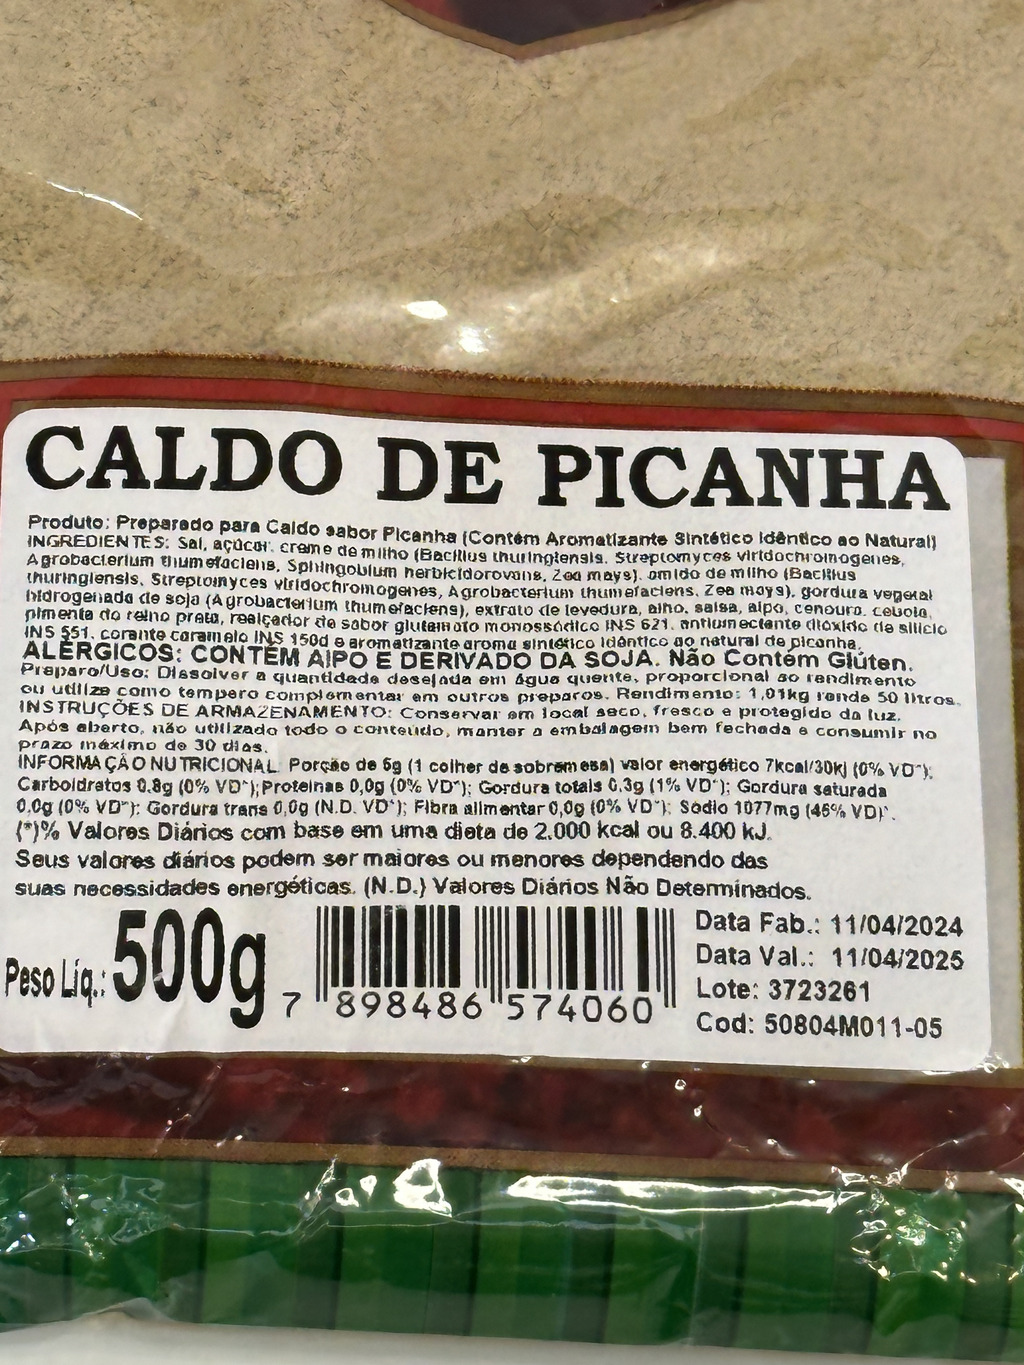 CALDO DE PICANHA
Produto: Preparado para Caldo sabor Picanha (Contém Aromatizante Sintético Idêntico ao Natural)
INGREDIENTES: Sal, açúcar, creme de milho (Bacillus thuringiensis, Streptomyces viridochromogenes,
Agrobacterium thumefaciens, Sphingobium herbicidorovans, Zea mays), amido de milho (Bacillus
thuringiensis, Streptomyces viridochromogenes, Agrobacterium thumefaciens, Zea mays), gordura vegetal
hidrogenada de soja (Agrobacterium thumefaciens), extrato de levedura, alho, salsa, aipo, cenoura, cebola,
pimenta do reino preta, realçador de sabor glutamato monossódico INS 621, antiumectante dióxido de silício
INS 551, corante caramelo INS 150d e aromatizante aroma sintético idêntico ao natural de picanha.
ALÉRGICOS: CONTÉM AIPO E DERIVADO DA SOJA. Não Contém Glúten.
Preparo/Uso: Dissolver a quantidade desejada em água quente, proporcional ao rendimento
ou utilize como tempero complementar em outros preparos. Rendimento: 1,01kg rende 50 litros.
INSTRUÇÕES DE ARMAZENAMENTO: Conservar em local seco, fresco e protegido da luz.
Após aberto, não utilizado todo o conteúdo, manter a embalagem bem fechada e consumir no
prazo máximo de 30 dias.
INFORMAÇÃO NUTRICIONAL Porção de 5g (1 colher de sobremesa) valor energético 7kcal/30kj (0% VD*);
Carboidratos 0,8g (0% VD*);Proteinas 0,0g (0% VD*); Gordura totais 0,3g (1% VD*); Gordura saturada
0,0g (0% VD*); Gordura trans 0,0g (N.D. VD*); Fibra alimentar 0,0g (0% VD*); Sódio 1077mg (45% VD)*.
(*)% Valores Diários com base em uma dieta de 2.000 kcal ou 8.400 kJ.
Seus valores diários podem ser maiores ou menores dependendo das
suas necessidades energéticas. (N.D.) Valores Diários Não Determinados.
Peso Líq.: 500g
7 898486 574060
Data Fab.: 11/04/2024
Data Val.: 11/04/2025
Lote: 3723261
Cod: 50804M011-05